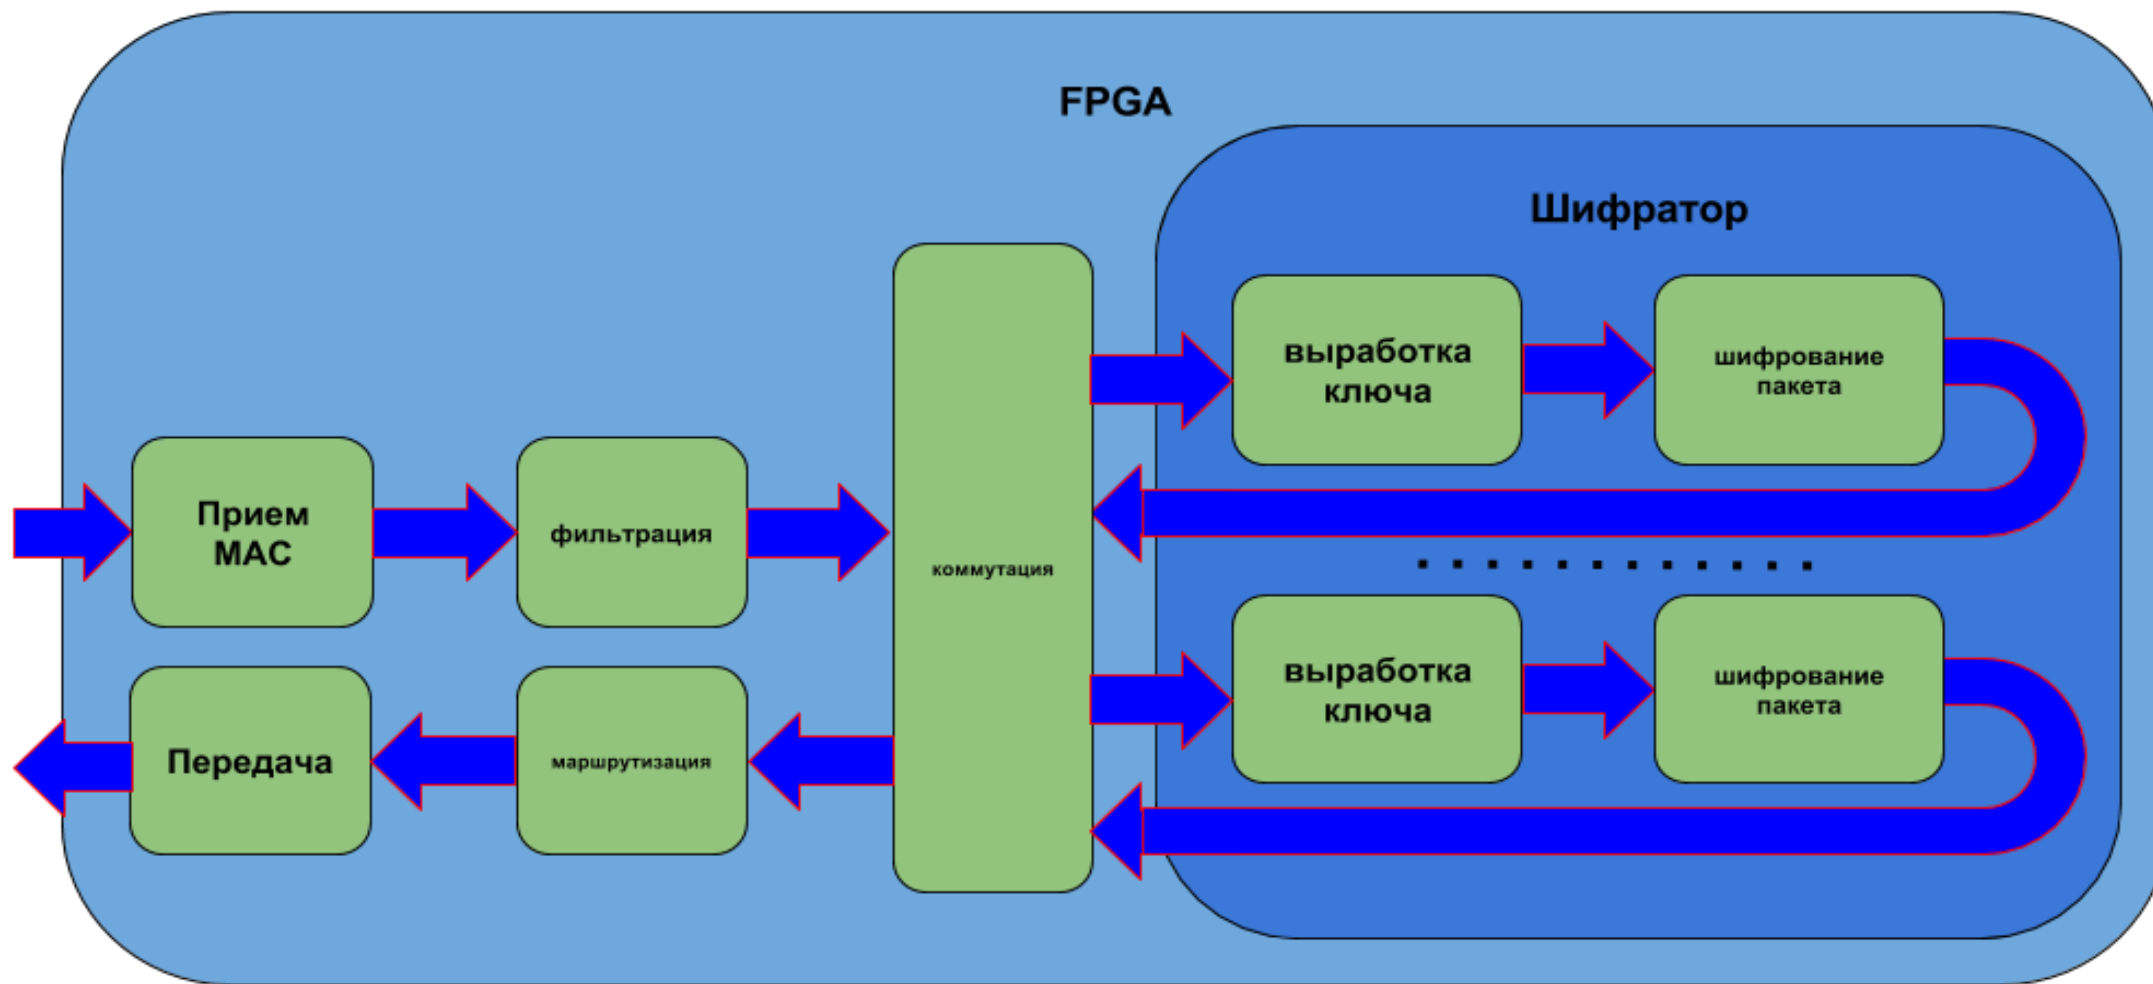 FPGA
Шифратор
выработка
ключа
шифрование
пакета
Прием
MAC
фильтрация
коммутация
выработка
ключа
шифрование
пакета
Передача
маршрутизация